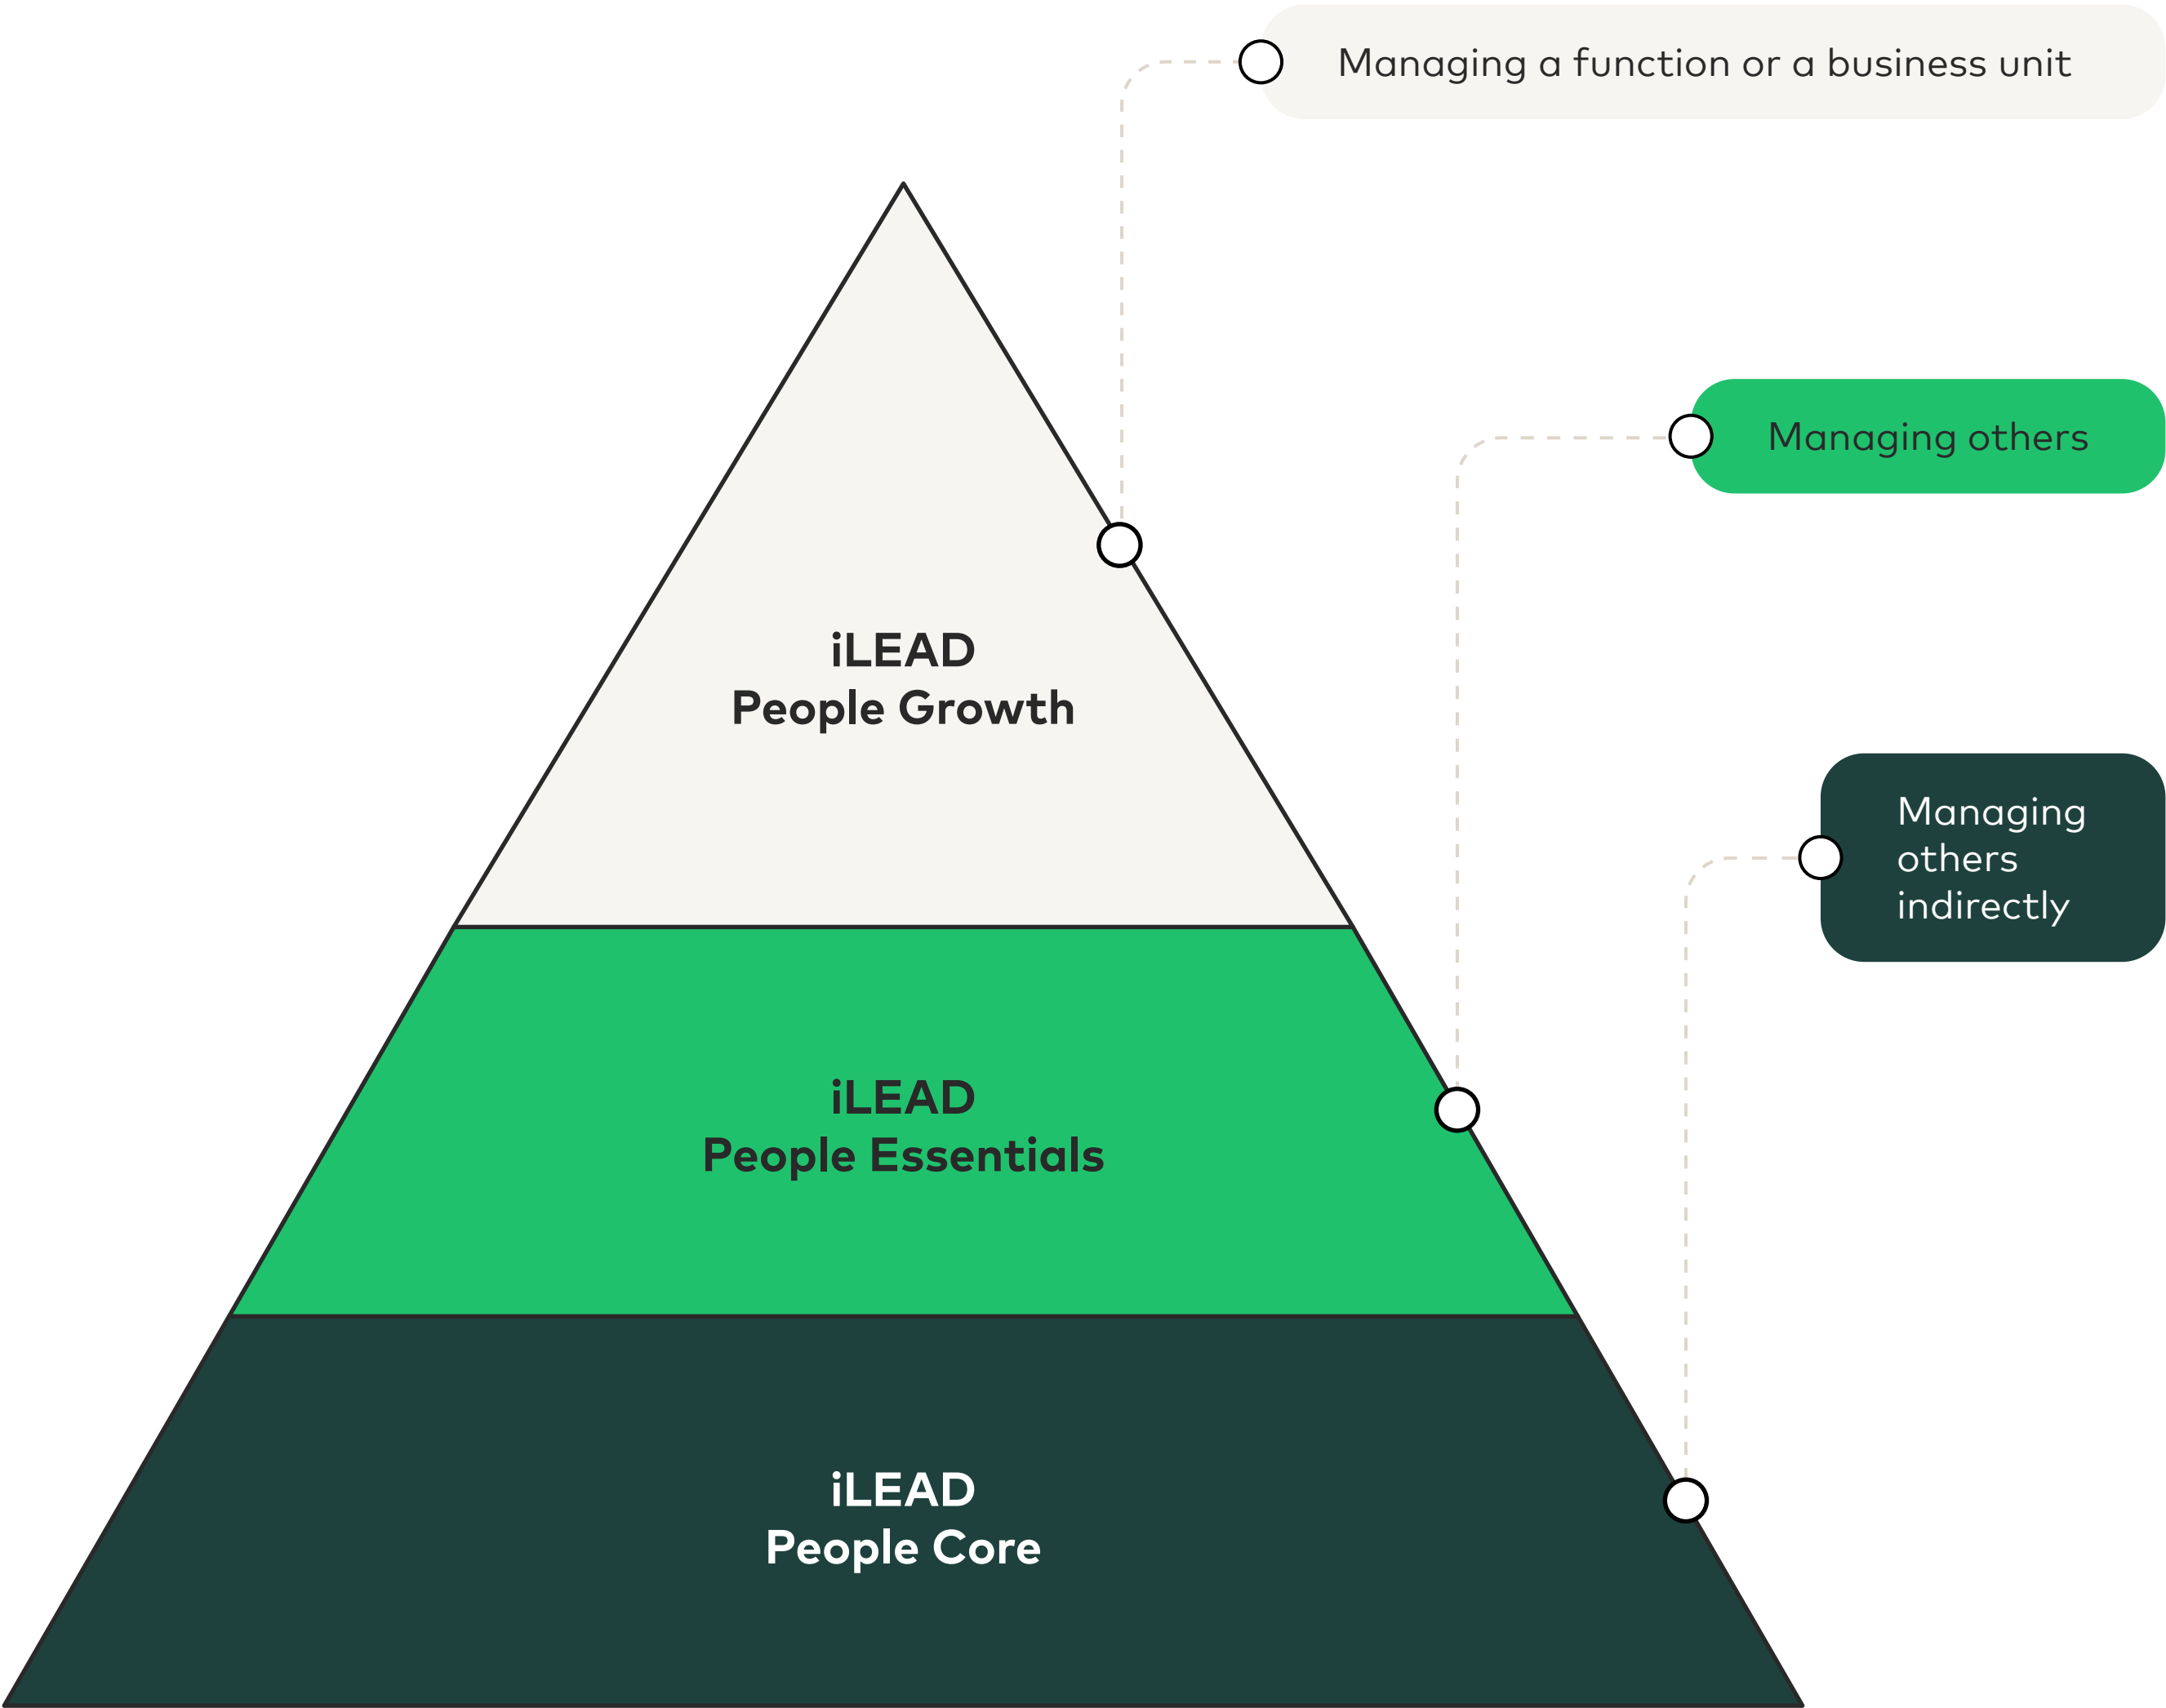 Managing a function or a business unit
Managing others
iLEAD
People Growth
Managing
others
indirectly
iLEAD
People Essentials
iLEAD
People Core